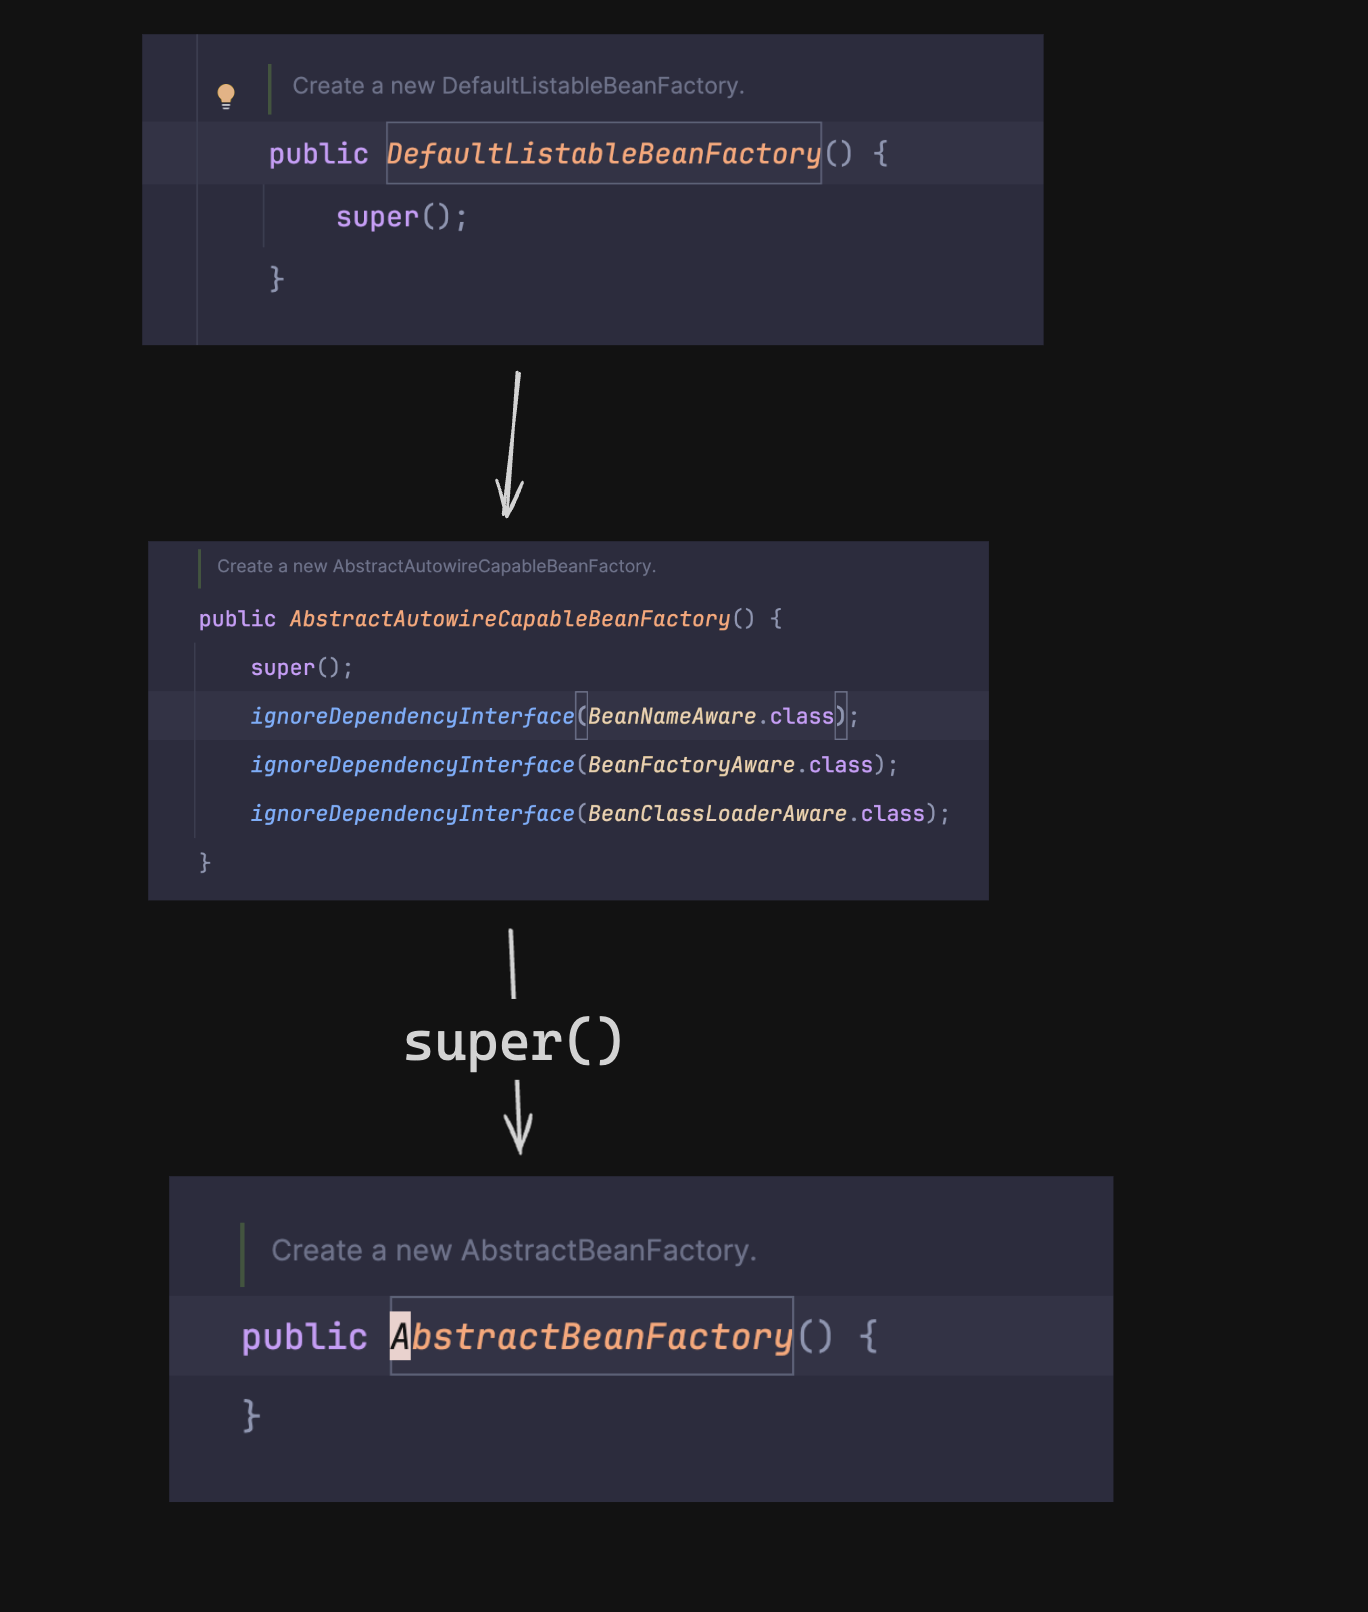 Create a new DefaultListableBeanFactory.
public DefaultListableBeanFactory() {
super();
}
Create a new AbstractAutowireCapableBeanFactory.
public AbstractAutowireCapableBeanFactory() {
super();
ignoreDependencyInterface(BeanNameAware.class);
ignoreDependencyInterface(BeanFactoryAware.class);
ignoreDependencyInterface(BeanClassLoaderAware.class);
}
super()
Create a new AbstractBeanFactory.
public AbstractBeanFactory() {
}